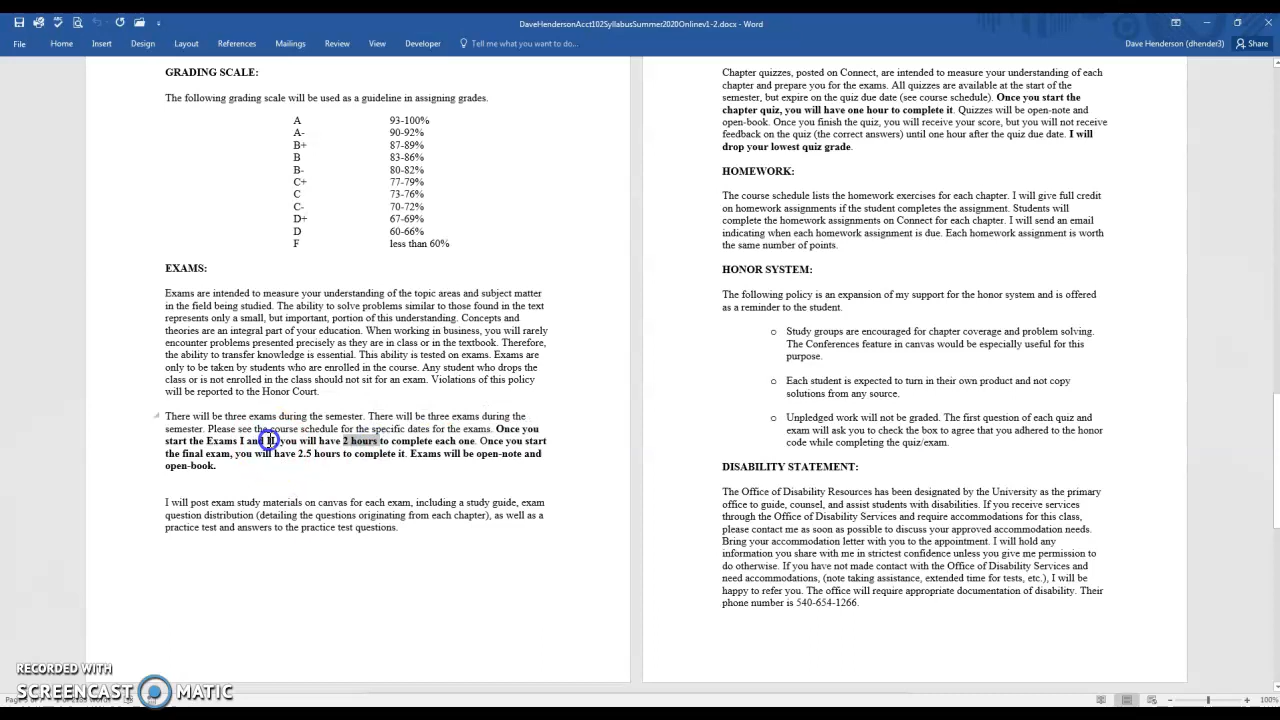 DaveHendersonAcct102SyllabusSummer2020Onlinev1-2.docx - Word
File Home Insert Design Layout References Mailings Review View Developer Tell me what you want to do... Dave Henderson (dhender3) Share
GRADING SCALE:
The following grading scale will be used as a guideline in assigning grades.
A 93-100%
A- 90-92%
B+ 87-89%
B 83-86%
B- 80-82%
C+ 77-79%
C 73-76%
C- 70-72%
D+ 67-69%
D 60-66%
F less than 60%
EXAMS:
Exams are intended to measure your understanding of the topic areas and subject matter
in the field being studied. The ability to solve problems similar to those found in the text
represents only a small, but important, portion of this understanding. Concepts and
theories are an integral part of your education. When working in business, you will rarely
encounter problems presented precisely as they are in class or in the textbook. Therefore,
the ability to transfer knowledge is essential. This ability is tested on exams. Exams are
only to be taken by students who are enrolled in the course. Any student who drops the
class or is not enrolled in the class should not sit for an exam. Violations of this policy
will be reported to the Honor Court.
There will be three exams during the semester. There will be three exams during the
semester. Please see the course schedule for the specific dates for the exams. Once you
start the Exams I and II, you will have 2 hours to complete each one. Once you start
the final exam, you will have 2.5 hours to complete it. Exams will be open-note and
open-book.
I will post exam study materials on canvas for each exam, including a study guide, exam
question distribution (detailing the questions originating from each chapter), as well as a
practice test and answers to the practice test questions.
Chapter quizzes, posted on Connect, are intended to measure your understanding of each
chapter and prepare you for the exams. All quizzes are available at the start of the
semester, but expire on the quiz due date (see course schedule). Once you start the
chapter quiz, you will have one hour to complete it. Quizzes will be open-note and
open-book. Once you finish the quiz, you will receive your score, but you will not receive
feedback on the quiz (the correct answers) until one hour after the quiz due date. I will
drop your lowest quiz grade.
HOMEWORK:
The course schedule lists the homework exercises for each chapter. I will give full credit
on homework assignments if the student completes the assignment. Students will
complete the homework assignments on Connect for each chapter. I will send an email
indicating when each homework assignment is due. Each homework assignment is worth
the same number of points.
HONOR SYSTEM:
The following policy is an expansion of my support for the honor system and is offered
as a reminder to the student.
o Study groups are encouraged for chapter coverage and problem solving.
The Conferences feature in canvas would be especially useful for this
purpose.
o Each student is expected to turn in their own product and not copy
solutions from any source.
o Unpledged work will not be graded. The first question of each quiz and
exam will ask you to check the box to agree that you adhered to the honor
code while completing the quiz/exam.
DISABILITY STATEMENT:
The Office of Disability Resources has been designated by the University as the primary
office to guide, counsel, and assist students with disabilities. If you receive services
through the Office of Disability Services and require accommodations for this class,
please contact me as soon as possible to discuss your approved accommodation needs.
Bring your accommodation letter with you to the appointment. I will hold any
information you share with me in strictest confidence unless you give me permission to
do otherwise. If you have not made contact with the Office of Disability Services and
need accommodations, (note taking assistance, extended time for tests, etc.), I will be
happy to refer you. The office will require appropriate documentation of disability. Their
phone number is 540-654-1266.
RECORDED WITH
SCREENCAST MATIC
100%